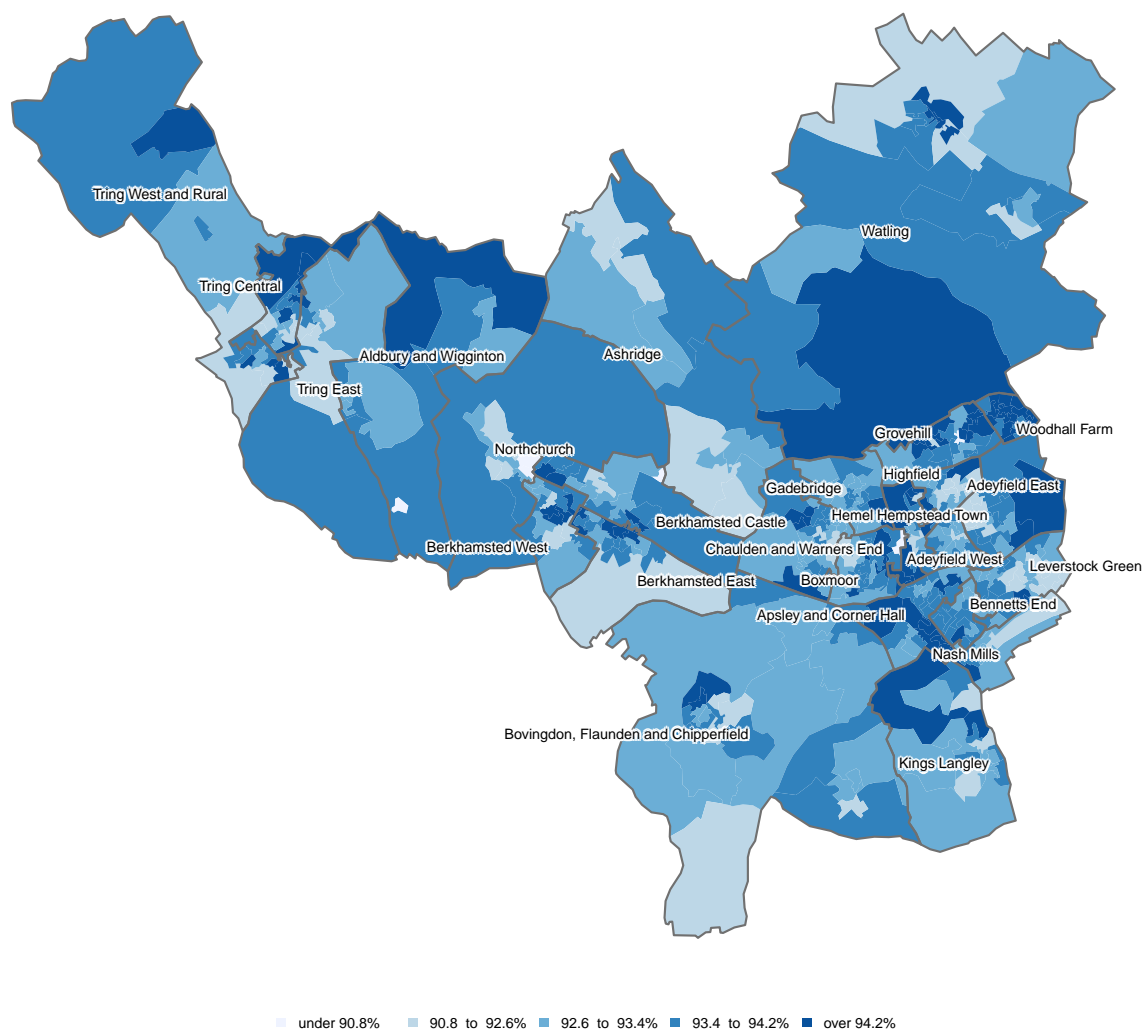 Tring West and Rural
Watling
Tring Central
Aldbury and Wigginton
Ashridge
Tring East
Woodhall Farm
Grovehill
Northchurch
Highfield
Adeyfield East
Gadebridge
Hemel Hempstead Town
Berkhamsted Castle
Berkhamsted West
Chaulden and Warners End
Adeyfield West
Leverstock Green
Berkhamsted East
Boxmoor
Bennetts End
Apsley and Corner Hall
Nash Mills
Bovingdon, Flaunden and Chipperfield
Kings Langley
under 90.8% 90.8 to 92.6% 92.6 to 93.4% 93.4 to 94.2% over 94.2%